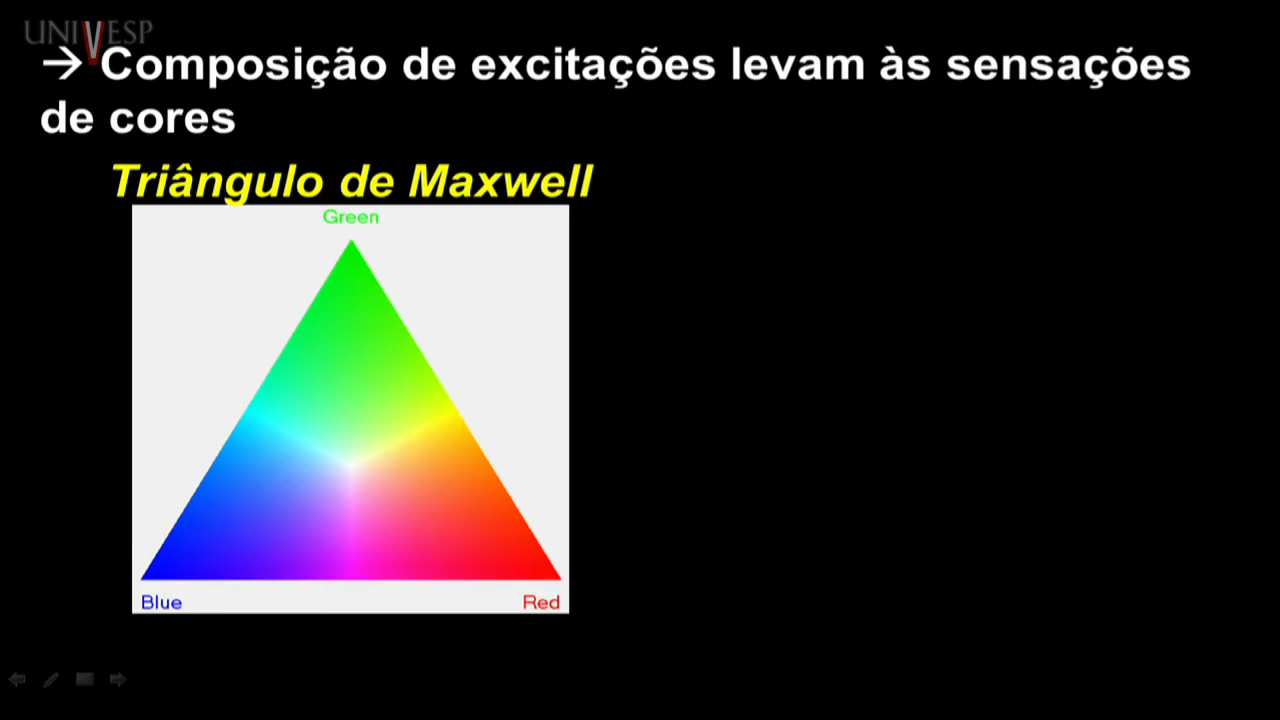 UNIVESP
→ Composição de excitações levam às sensações
de cores
Triângulo de Maxwell
Green
Blue
Red